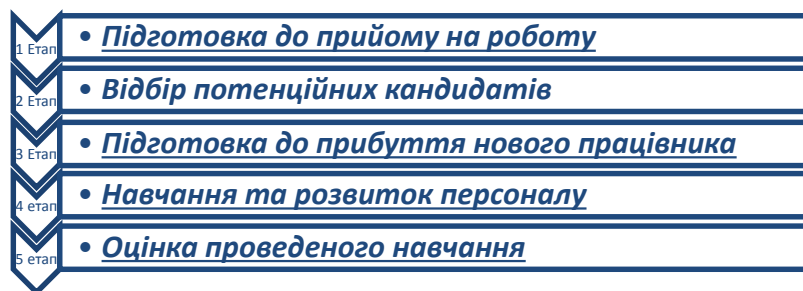 1 Етап
• Підготовка до прийому на роботу
2 Етап
• Відбір потенційних кандидатів
3 Етап
• Підготовка до прибуття нового працівника
4 етап
• Навчання та розвиток персоналу
5 етап
• Оцінка проведеного навчання